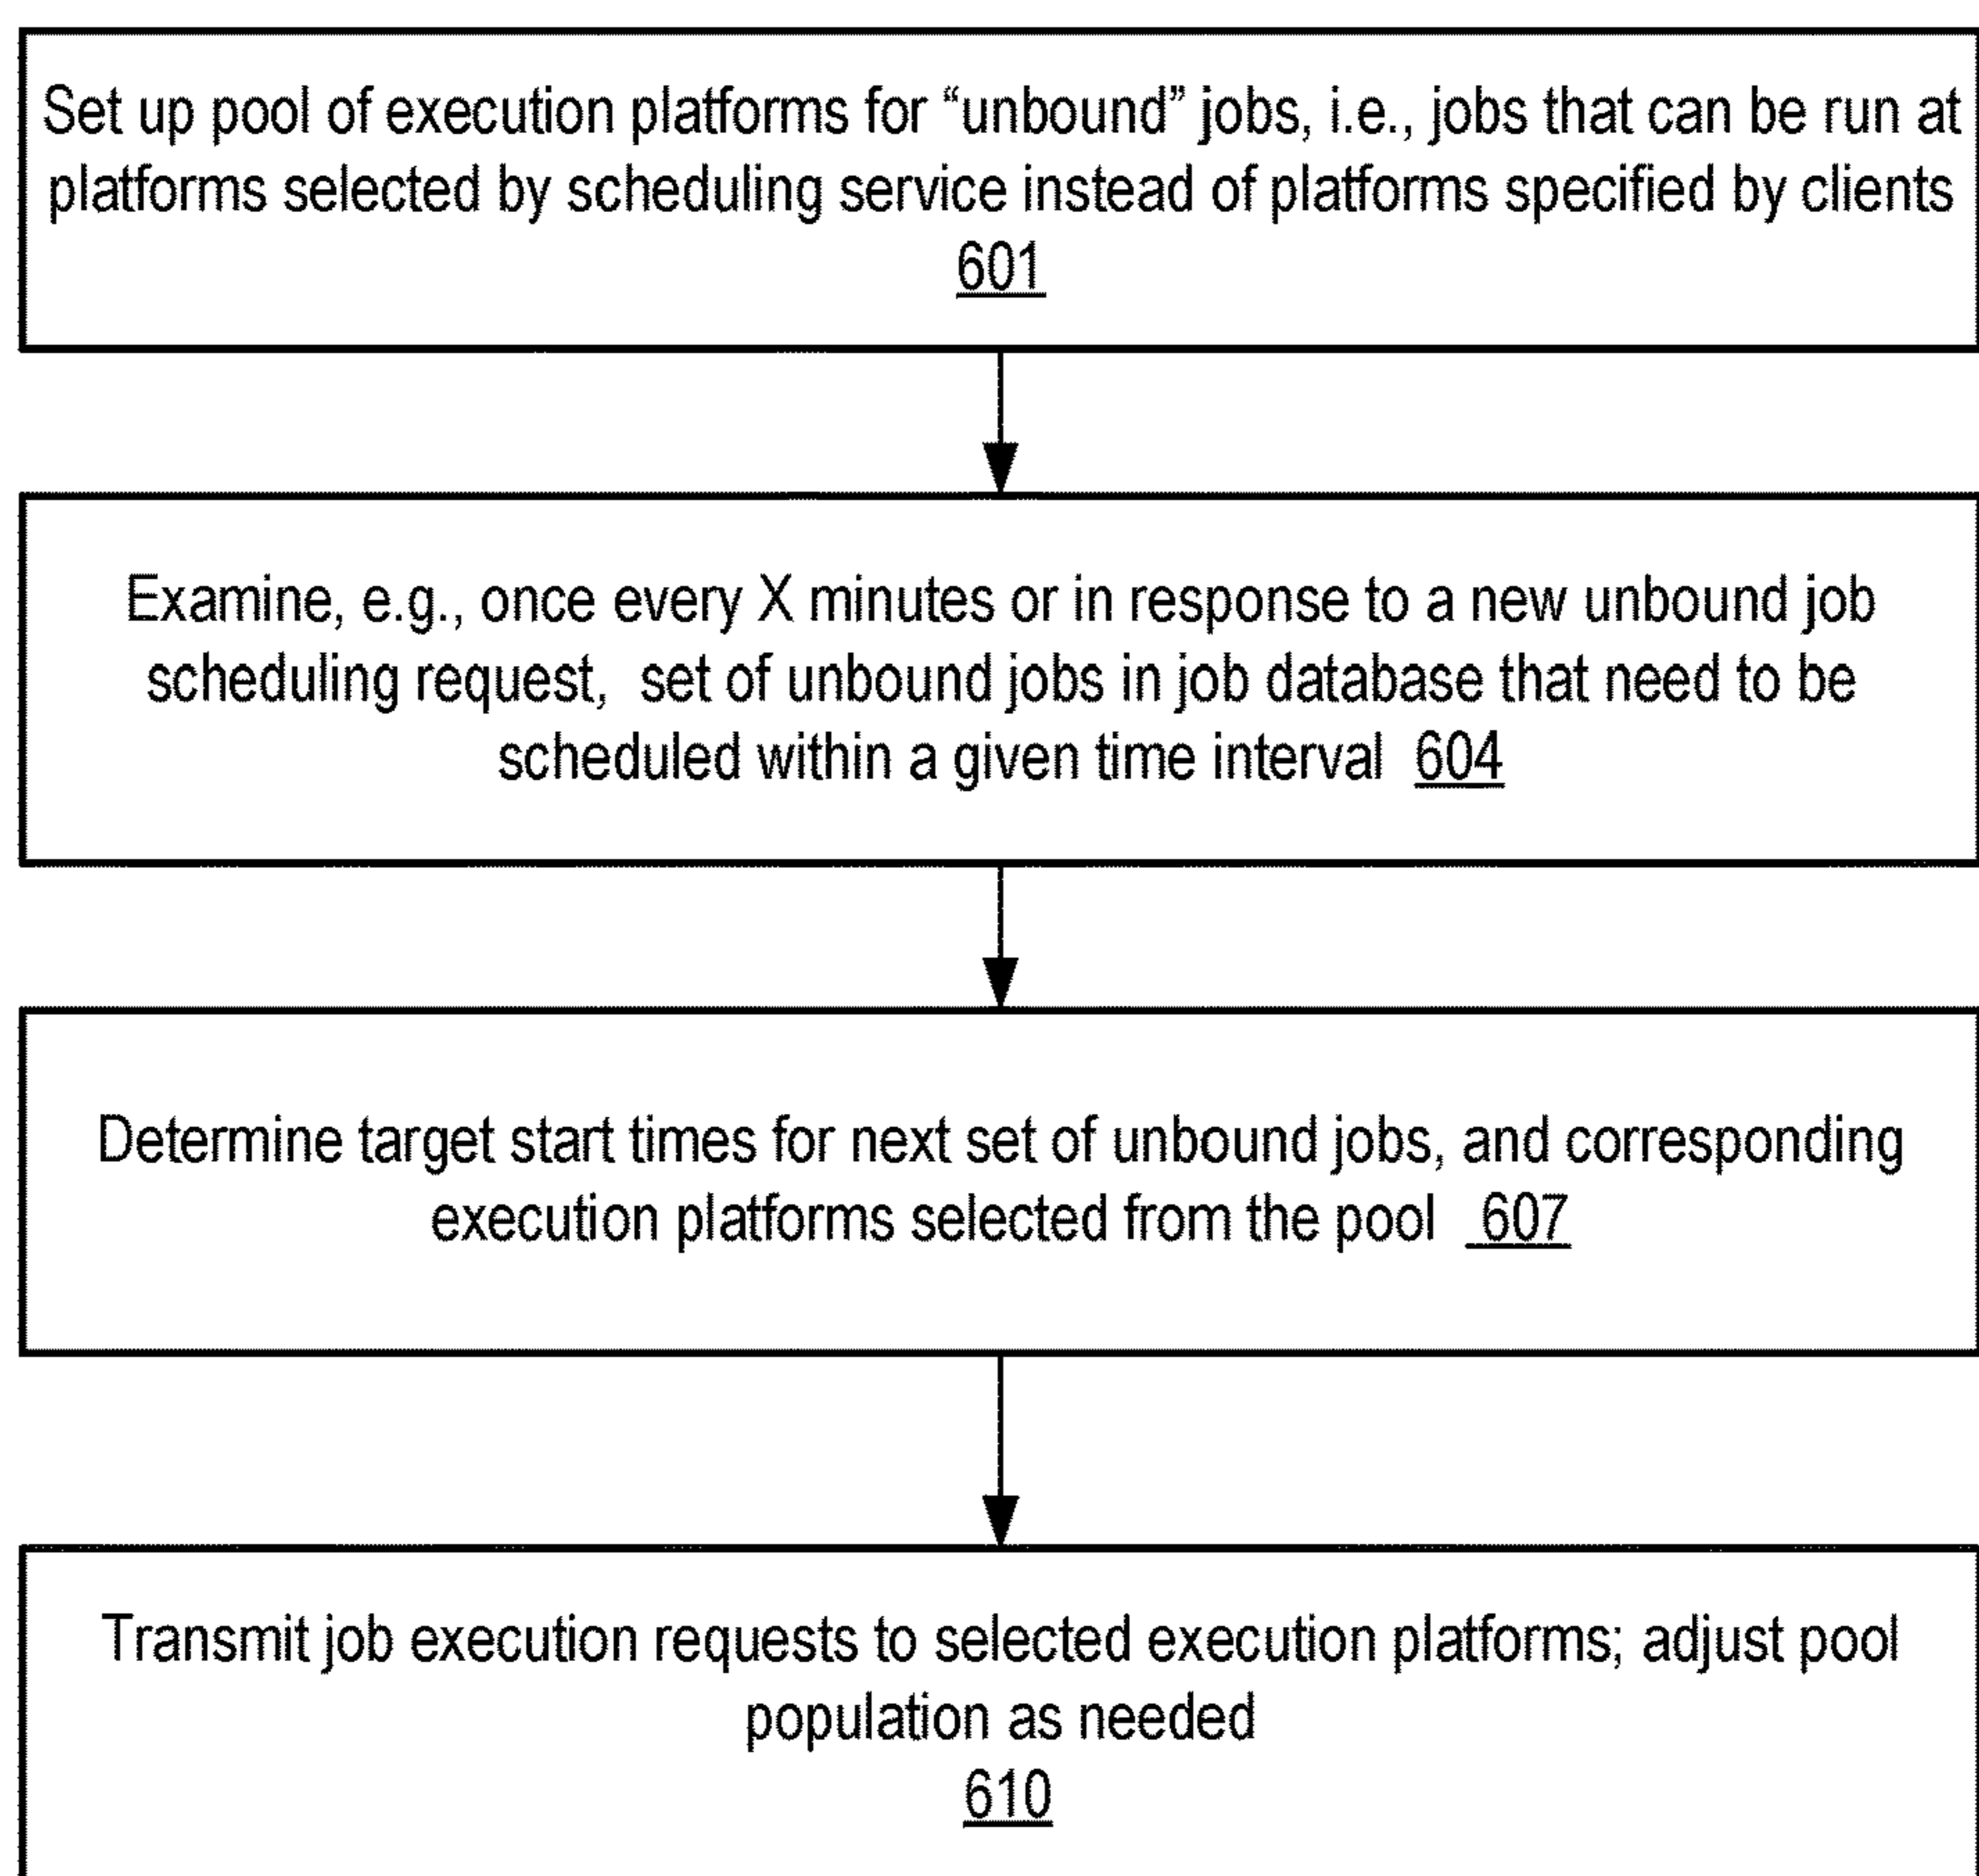 Set up pool of execution platforms for “unbound” jobs, i.e., jobs that can be run at
platforms selected by scheduling service instead of platforms specified by clients
601
Examine, e.g., once every X minutes or in response to a new unbound job
scheduling request, set of unbound jobs in job database that need to be
scheduled within a given time interval 604
Determine target start times for next set of unbound jobs, and corresponding
execution platforms selected from the pool 607
Transmit job execution requests to selected execution platforms; adjust pool
population as needed
610